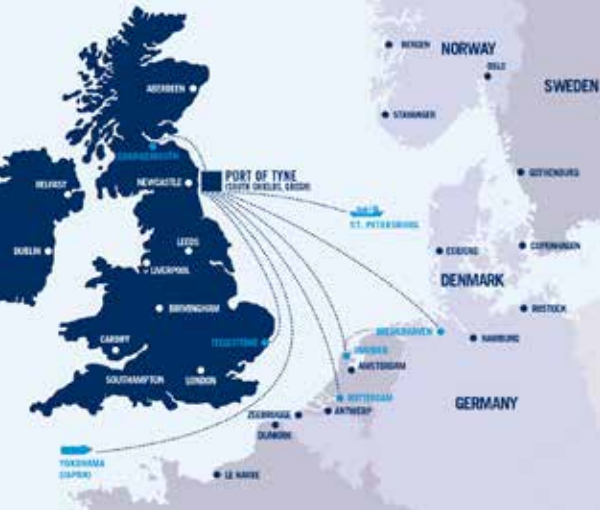 BERGEN
NORWAY
OSLO
SWEDEN
ABERDEEN
STAVANGER
GRANGEMOUTH
PORT OF TYNE
(SOUTH SHIELDS, GB5SH)
NEWCASTLE
BELFAST
GOTHENBURG
ST. PETERSBURG
LEEDS
DUBLIN
ESBJERG
COPENHAGEN
LIVERPOOL
DENMARK
BIRMINGHAM
ROSTOCK
BREMERHAVEN
HAMBURG
CARDIFF
FELIXSTOWE
AMSTERDAM
SOUTHAMPTON
LONDON
ROTTERDAM
GERMANY
ANTWERP
ZEEBRUGGE
DUNKIRK
YOKOHAMA
(JAPAN)
LE HAVRE